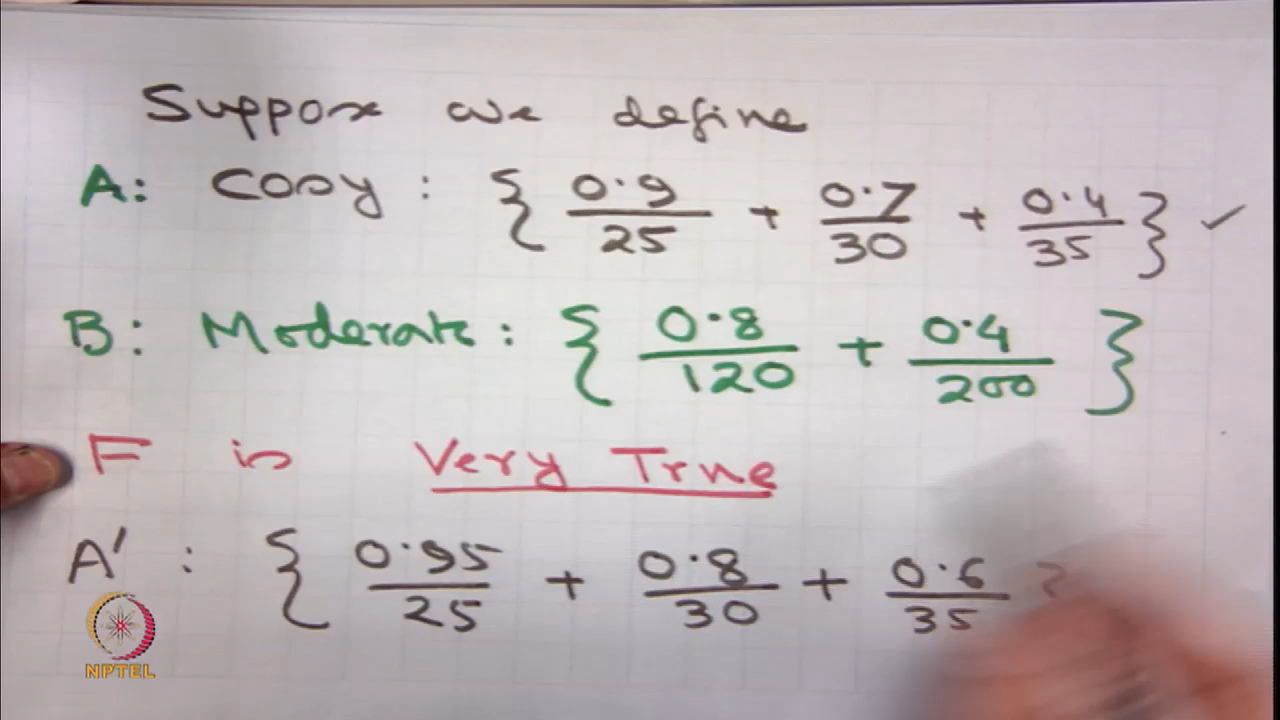 Suppose we define
A: Cosy : { 0.9/25 + 0.7/30 + 0.4/35 } ✓
B: Moderate : { 0.8/120 + 0.4/200 }
F is Very True
A' : { 0.95/25 + 0.8/30 + 0.6/35 }
NPTEL